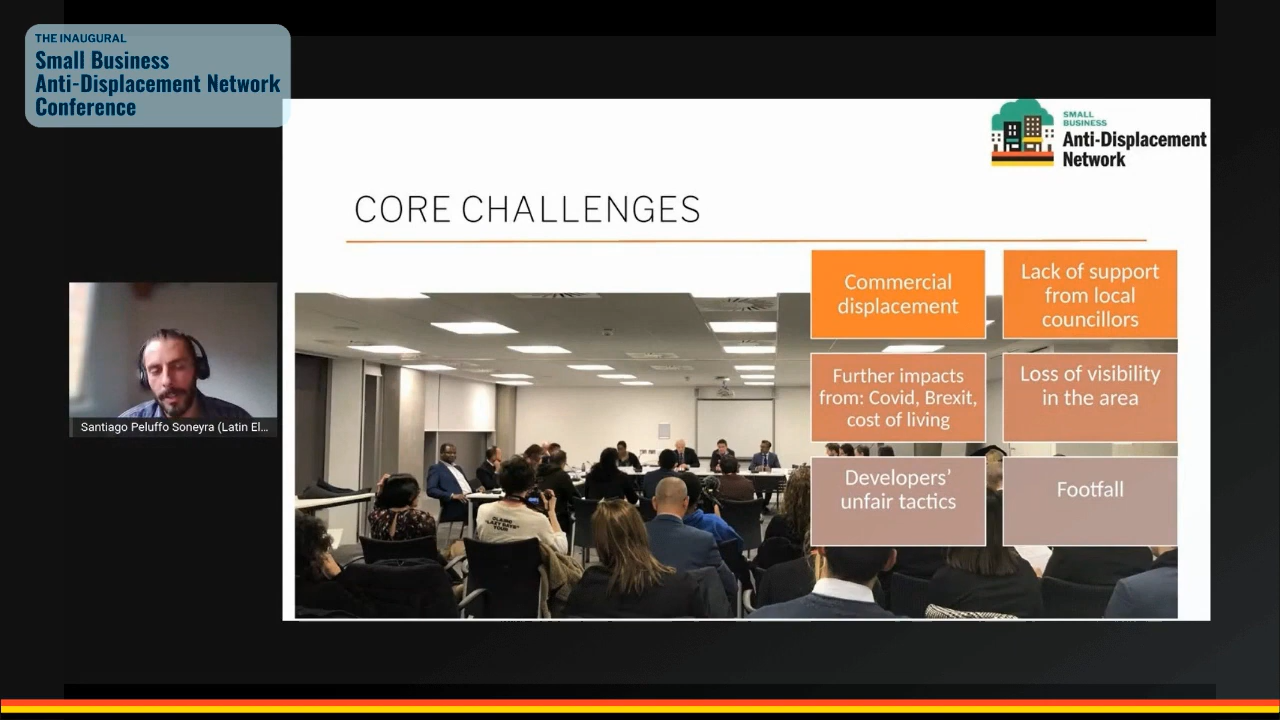 THE INAUGURAL
Small Business
Anti-Displacement Network
Conference
SMALL
BUSINESS
Anti-Displacement
Network
CORE CHALLENGES
Commercial
displacement
Lack of support
from local
councillors
Further impacts
from: Covid, Brexit,
cost of living
Loss of visibility
in the area
Developers’
unfair tactics
Footfall
Santiago Peluffo Soneyra (Latin El...